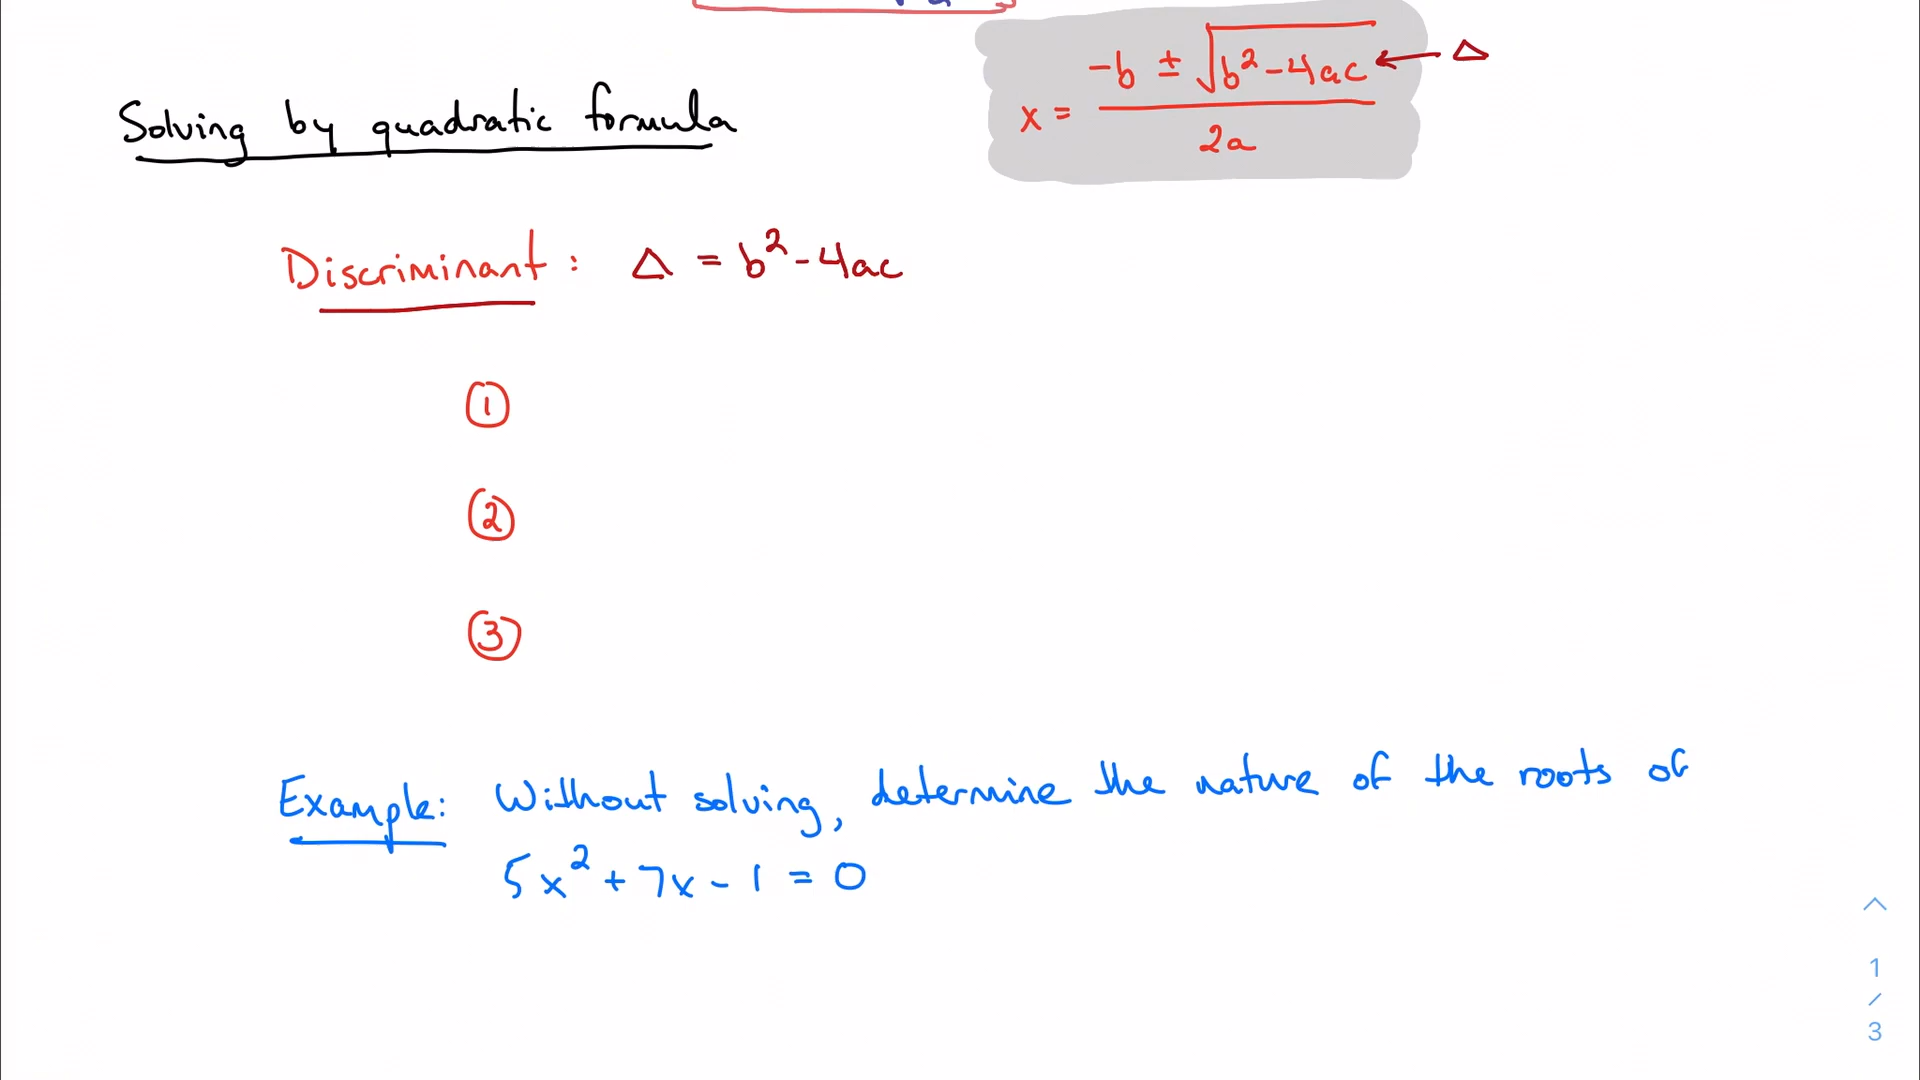 x = -b ± √b²-4ac / 2a ← Δ
Solving by quadratic formula
Discriminant : Δ = b²-4ac
①
②
③
Example: Without solving, determine the nature of the roots of
5x² + 7x - 1 = 0
1
/
3